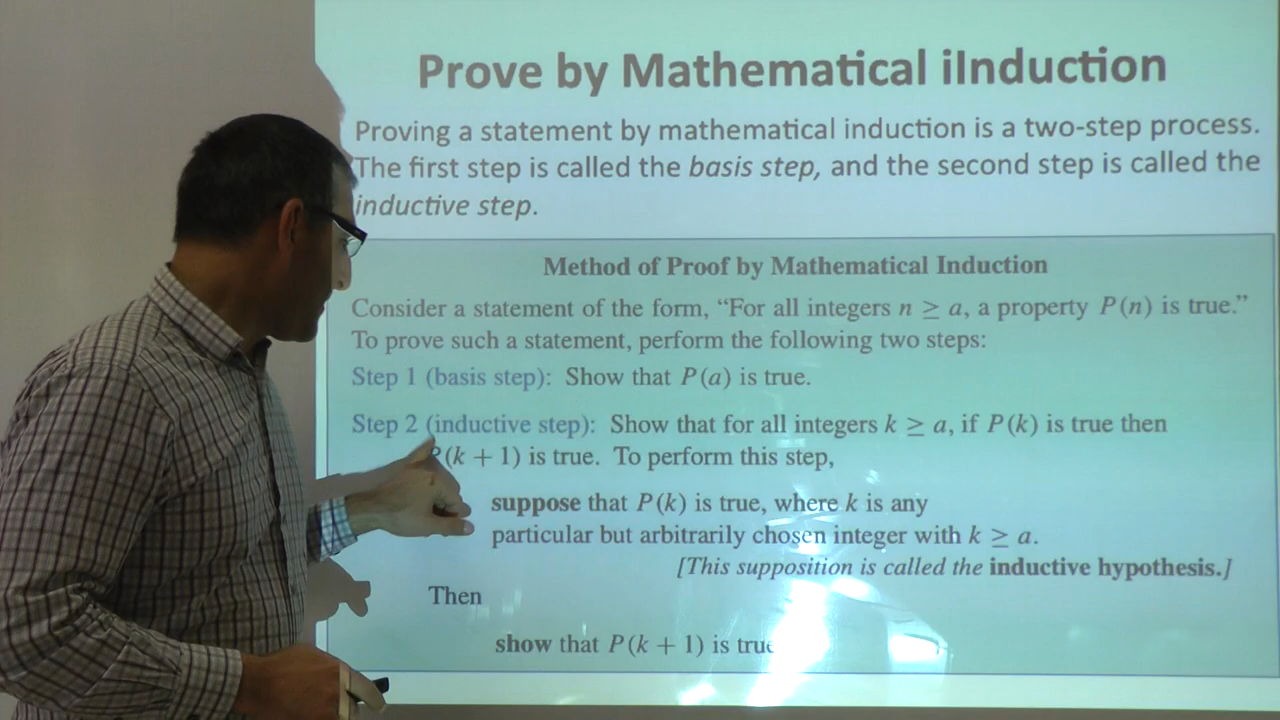 Prove by Mathematical iInduction
Proving a statement by mathematical induction is a two-step process.
The first step is called the basis step, and the second step is called the
inductive step.
Method of Proof by Mathematical Induction
Consider a statement of the form, “For all integers n ≥ a, a property P(n) is true.”
To prove such a statement, perform the following two steps:
Step 1 (basis step): Show that P(a) is true.
Step 2 (inductive step): Show that for all integers k ≥ a, if P(k) is true then
P(k + 1) is true. To perform this step,
suppose that P(k) is true, where k is any
particular but arbitrarily chosen integer with k ≥ a.
[This supposition is called the inductive hypothesis.]
Then
show that P(k + 1) is true